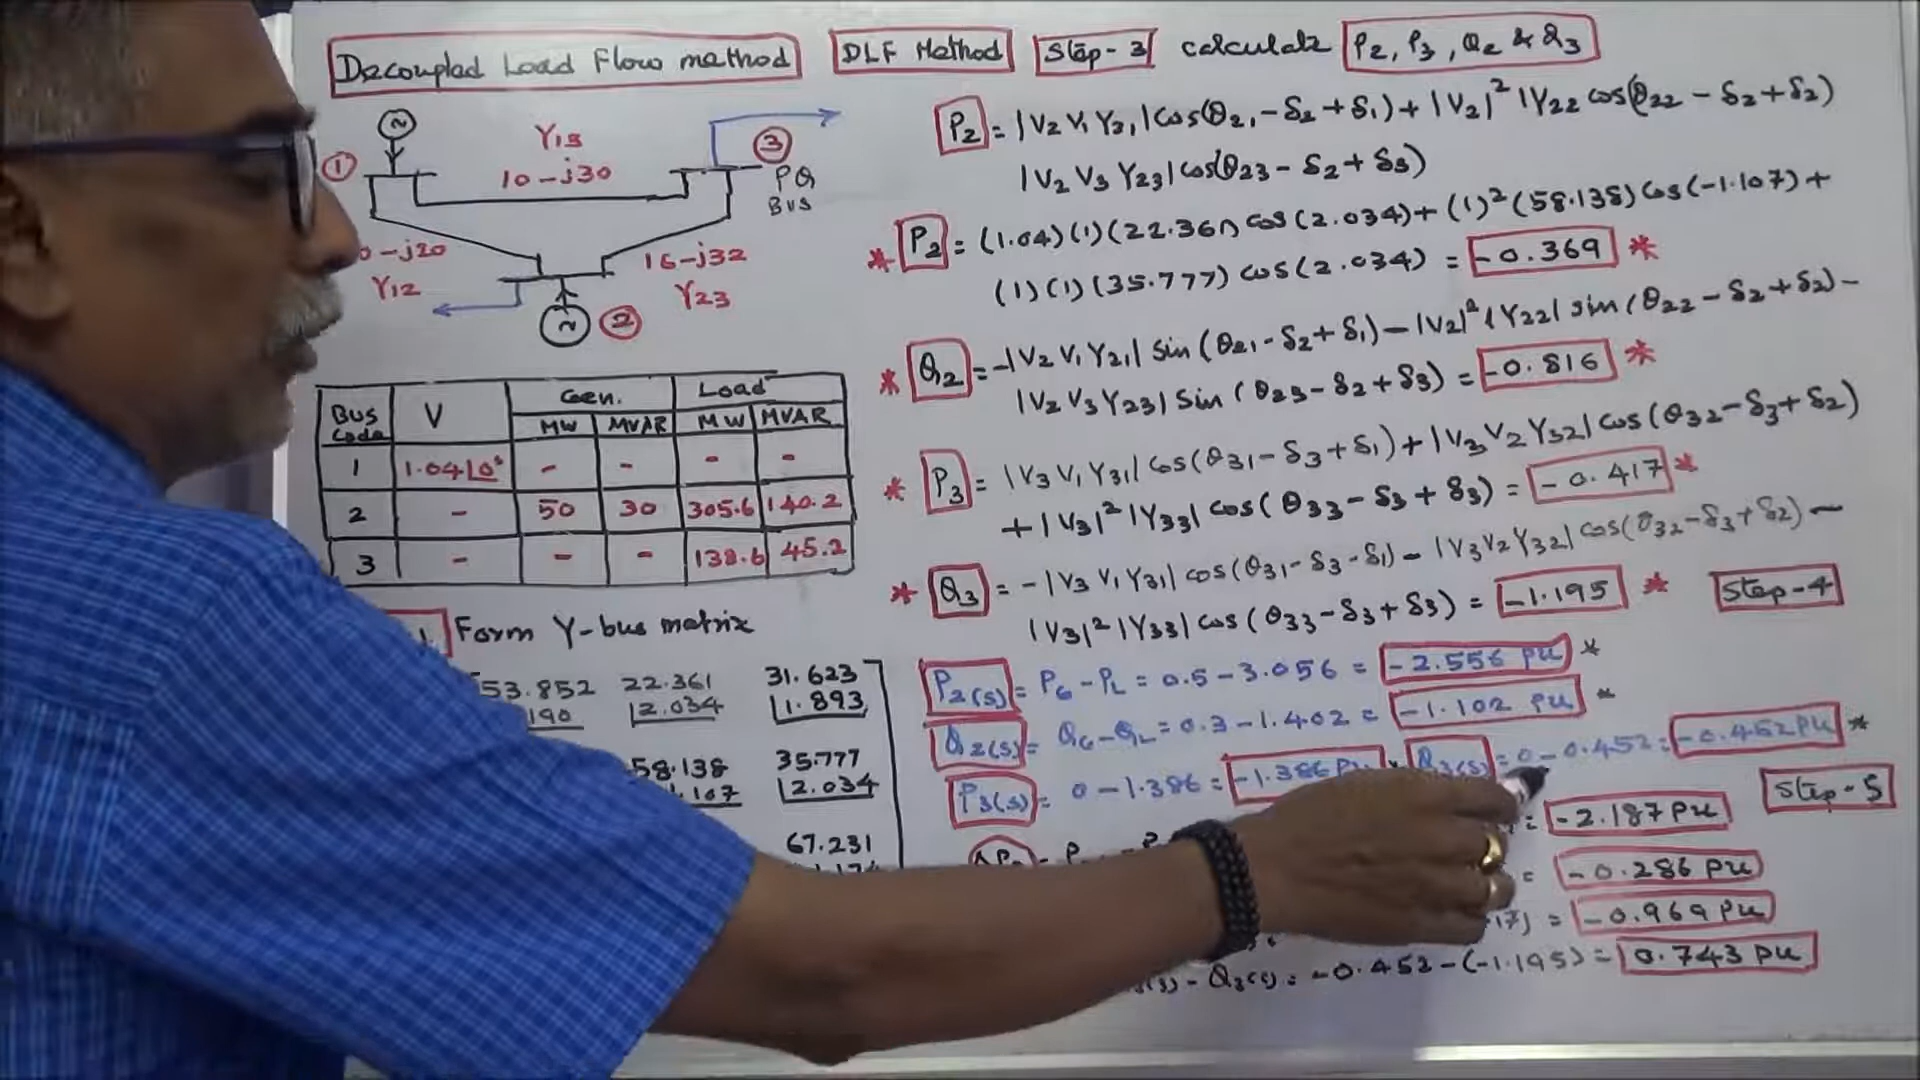 Decoupled Load Flow method DLF Method Step-3 calculate P2, P3, Q2 & Q3
1
Y13
10-j30
3
PQ
Bus
0-j20
Y12
16-j32
Y23
2
Bus Code V Gen. Load
MW MVAR MW MVAR
1 1.04∠0° - - - -
2 - 50 30 305.6 140.2
3 - - - 138.6 45.2
1 Form Y-bus matrix
53.852 22.361 31.623
190 ∠2.034 ∠1.893
58.138 35.777
.107 ∠2.034
67.231
P2 = |V2 V1 Y21| cos(θ21-δ2+δ1) + |V2|² |Y22 cos(θ22-δ2+δ2)
|V2 V3 Y23| cos(θ23-δ2+δ3)
* P2 = (1.04)(1)(22.361) cos(2.034) + (1)²(58.138) cos(-1.107) +
(1)(1)(35.777) cos(2.034) = -0.369 *
* Q2 = -|V2 V1 Y21| sin(θ21-δ2+δ1) - |V2|² |Y22| sin(θ22-δ2+δ2) -
|V2 V3 Y23| sin(θ23-δ2+δ3) = -0.816 *
* P3 = |V3 V1 Y31| cos(θ31-δ3+δ1) + |V3 V2 Y32| cos(θ32-δ3+δ2)
+ |V3|² |Y33| cos(θ33-δ3+δ3) = -0.417 *
* Q3 = -|V3 V1 Y31| cos(θ31-δ3-δ1) - |V3 V2 Y32| cos(θ32-δ3+δ2) -
|V3|² |Y33| cos(θ33-δ3+δ3) = -1.195 * Step-4
P2(s) = PG-PL = 0.5-3.056 = -2.556 pu *
Q2(s) = QG-QL = 0.3-1.402 = -1.102 pu *
P3(s) = 0-1.386 = -1.386 pu Q3(s) = 0-0.452 = -0.452 pu *
Step-5
= -2.187 pu
= -0.286 pu
17) = -0.969 pu
- Q3(c) = -0.452-(-1.195) = 0.743 pu